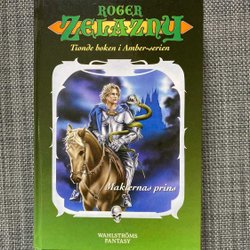 ROGER
ZELAZNY
Tionde boken i Amber-serien
Makternas prins
WAHLSTRÖMS
FANTASY